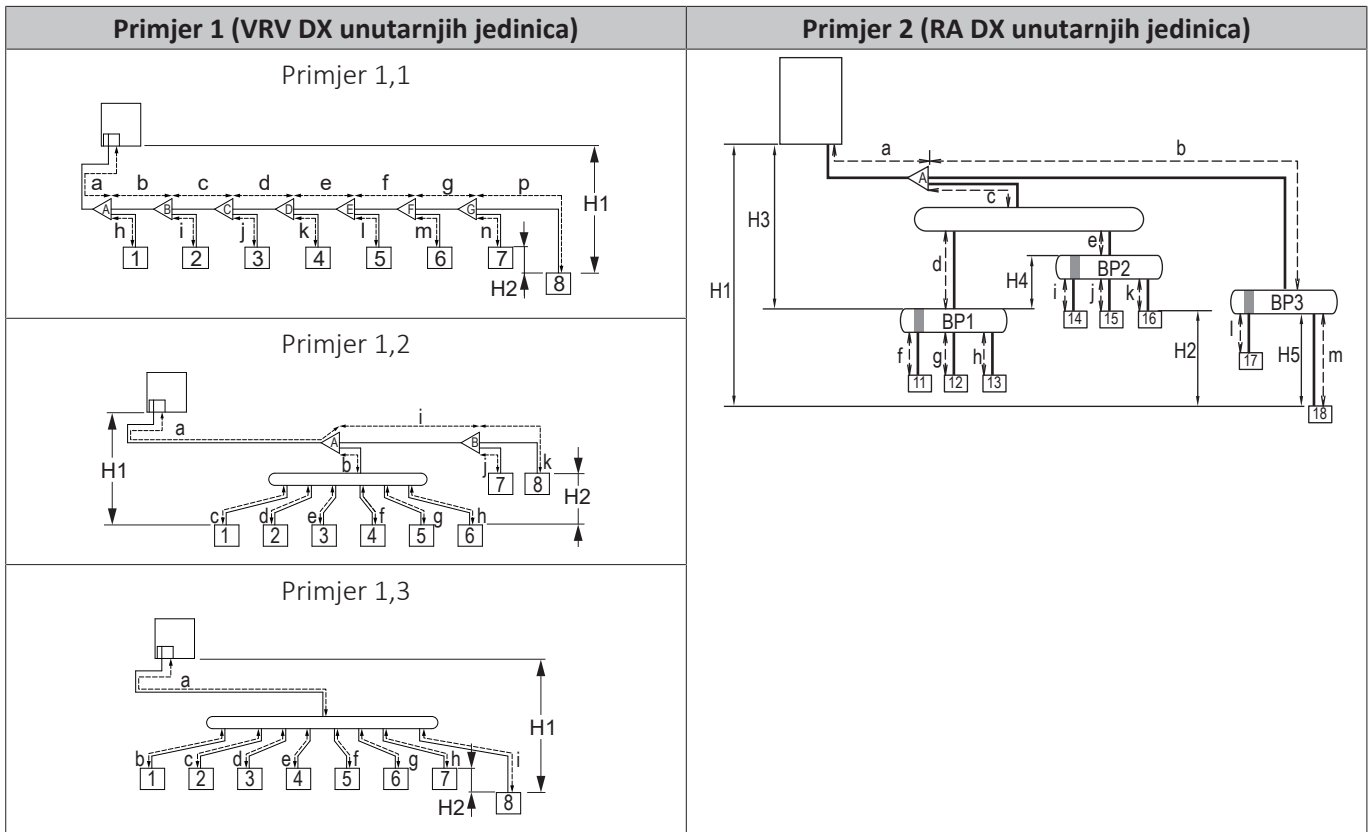 Primjer 1 (VRV DX unutarnjih jedinica)
Primjer 2 (RA DX unutarnjih jedinica)
Primjer 1,1
a b c d e f g p
A B C D E F G
h i j k l m n
1 2 3 4 5 6 7
8
H1
H2
Primjer 1,2
a
i
A B
b
j k
7 8
H1
H2
c d e f g h
1 2 3 4 5 6
Primjer 1,3
a
H1
b c d e f g h i
1 2 3 4 5 6 7
H2
8
a b
A
c
H3
e
d
H4
BP2
H1
i j k
BP3
14 15 16
BP1
l
H2
H5
m
f g h
17
11 12 13
18